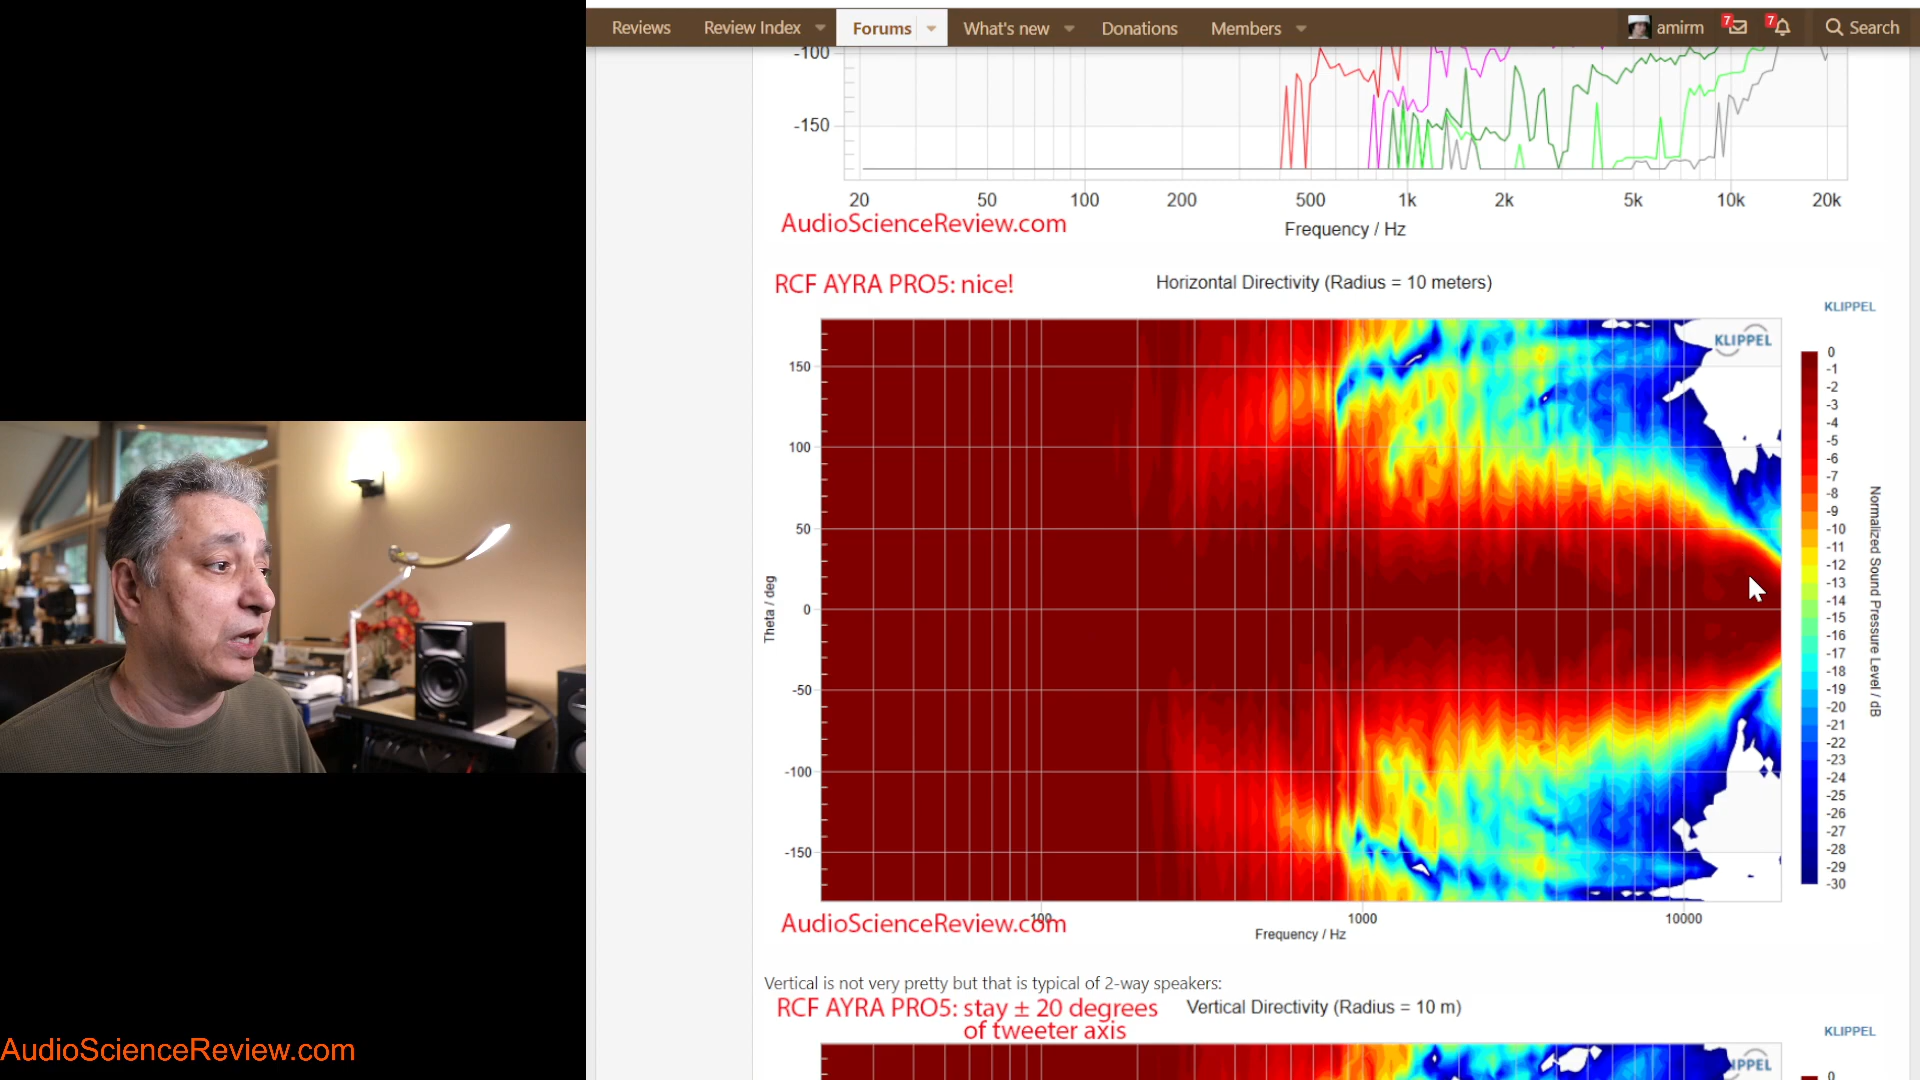 Reviews Review Index Forums What's new Donations Members amirm 7 7 Search
-100
-150
20 50 100 200 500 1k 2k 5k 10k 20k
AudioScienceReview.com
Frequency / Hz
RCF AYRA PRO5: nice!
Horizontal Directivity (Radius = 10 meters)
KLIPPEL
KLIPPEL
150
100
50
0
-50
-100
-150
Theta / deg
0
-1
-2
-3
-4
-5
-6
-7
-8
-9
-10
-11
-12
-13
-14
-15
-16
-17
-18
-19
-20
-21
-22
-23
-24
-25
-26
-27
-28
-29
-30
Normalized Sound Pressure Level / dB
100 1000 10000
AudioScienceReview.com
Frequency / Hz
Vertical is not very pretty but that is typical of 2-way speakers:
RCF AYRA PRO5: stay ± 20 degrees
of tweeter axis
Vertical Directivity (Radius = 10 m)
KLIPPEL
IPPEL
0
AudioScienceReview.com